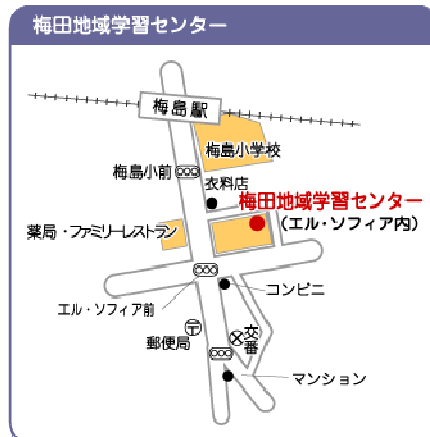 梅田地域学習センター
梅島駅
梅島小学校
梅島小前
衣料店
梅田地域学習センター
(エル・ソフィア内)
薬局・ファミリーレストラン
コンビニ
エル・ソフィア前
郵便局
交番
マンション